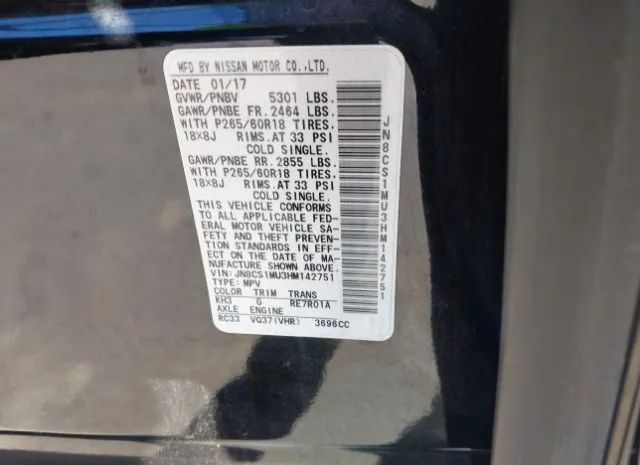 MFD BY NISSAN MOTOR CO.,LTD.
DATE 01/17
GVWR/PNBV 5301 LBS.
GAWR/PNBE FR.2464 LBS.
WITH P265/60R18 TIRES.
18X8J RIMS.AT 33 PSI
COLD SINGLE.
GAWR/PNBE RR.2855 LBS.
WITH P265/60R18 TIRES.
18X8J RIMS.AT 33 PSI
COLD SINGLE.
THIS VEHICLE CONFORMS
TO ALL APPLICABLE FED-
ERAL MOTOR VEHICLE SA-
FETY AND THEFT PREVEN-
TION STANDARDS IN EFF-
ECT ON THE DATE OF MA-
NUFACTURE SHOWN ABOVE.
VIN: JN8CS1MU3HM142751
TYPE: MPV
COLOR TRIM TRANS
KH3 G RE7R01A
AXLE ENGINE
RC33 VQ37(VHR) 3696CC
JN8CS1MU3HM142751